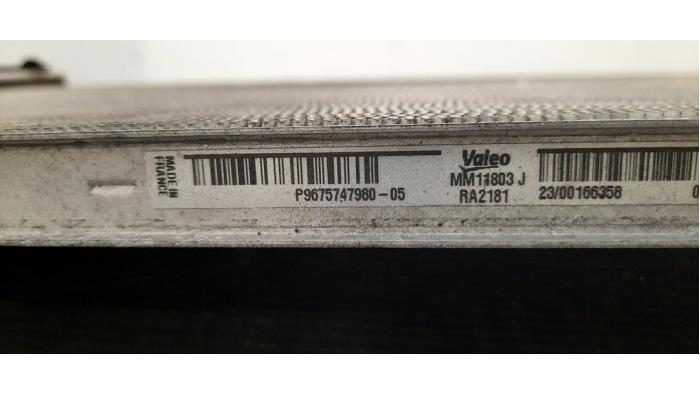 MADE IN
FRANCE
P9675747980-05
Valeo
MM11803 J
RA2181
23/00166358